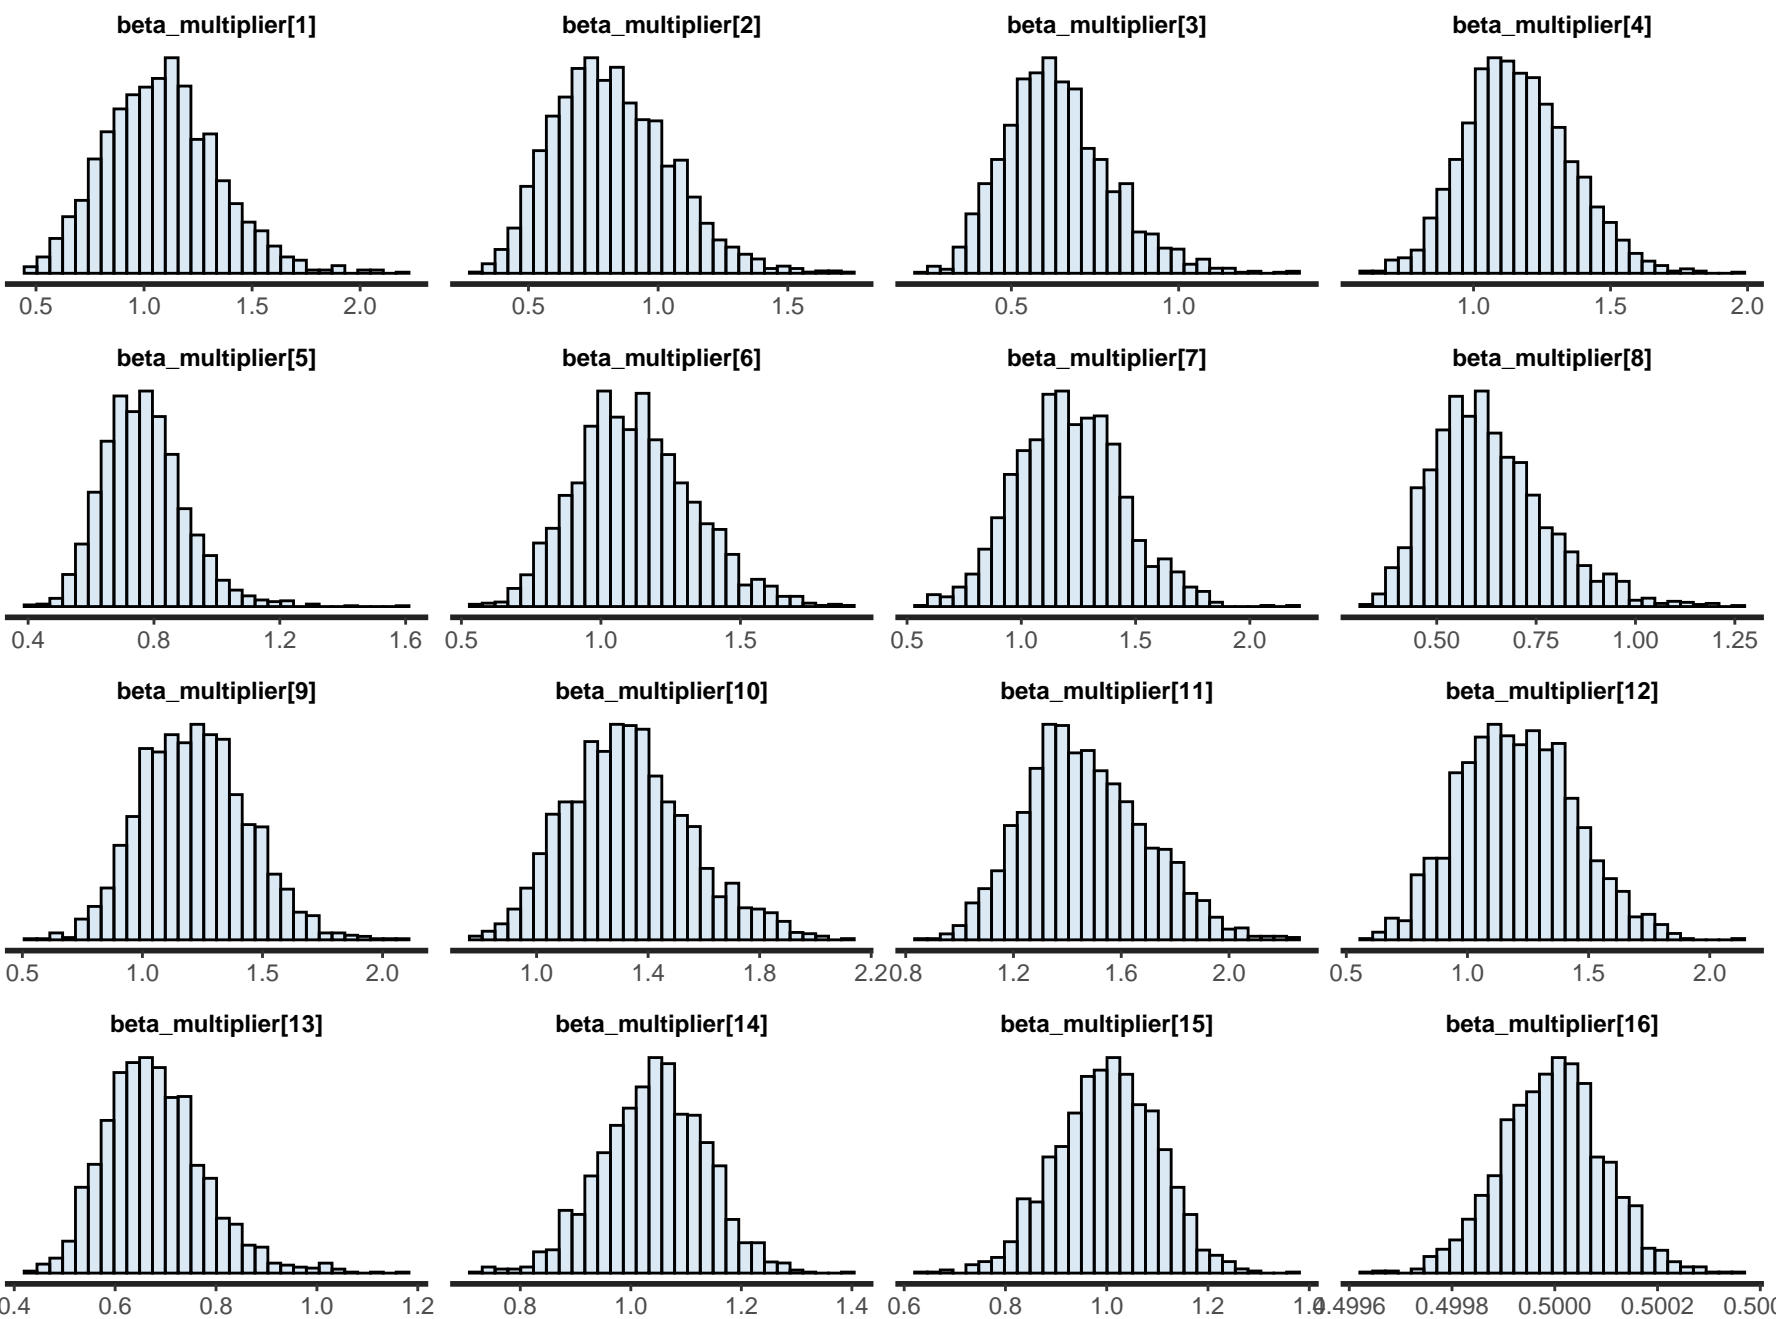 beta_multiplier[1] beta_multiplier[2] beta_multiplier[3] beta_multiplier[4]
0.5 1.0 1.5 2.0 0.5 1.0 1.5 0.5 1.0 1.0 1.5 2.0
beta_multiplier[5] beta_multiplier[6] beta_multiplier[7] beta_multiplier[8]
0.4 0.8 1.2 1.6 0.5 1.0 1.5 0.5 1.0 1.5 2.0 0.50 0.75 1.00 1.25
beta_multiplier[9] beta_multiplier[10] beta_multiplier[11] beta_multiplier[12]
0.5 1.0 1.5 2.0 1.0 1.4 1.8 2.2 0.8 1.2 1.6 2.0 0.5 1.0 1.5 2.0
beta_multiplier[13] beta_multiplier[14] beta_multiplier[15] beta_multiplier[16]
0.4 0.6 0.8 1.0 1.2 0.8 1.0 1.2 1.4 0.6 0.8 1.0 1.2 1.4 0.4996 0.4998 0.5000 0.5002